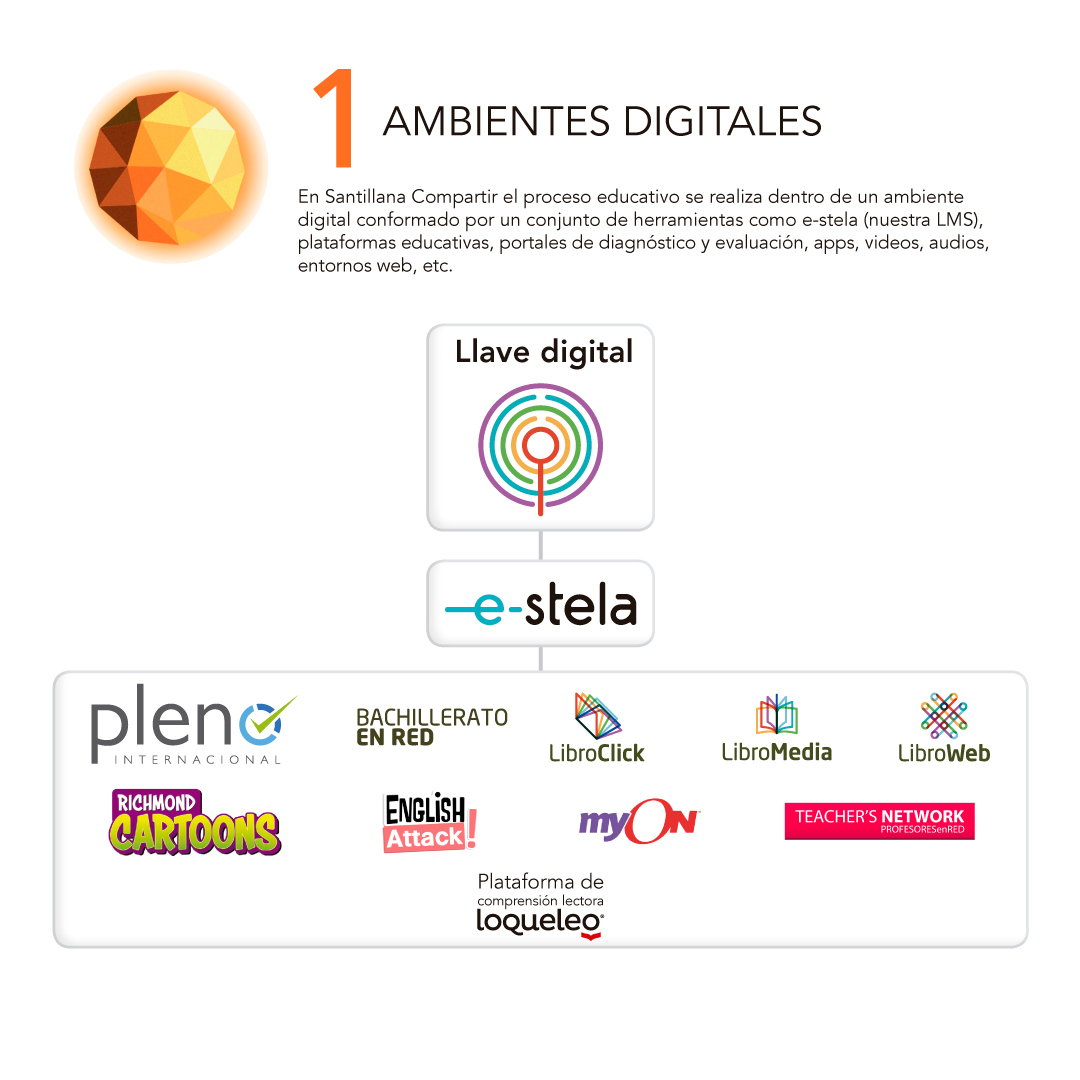 1 AMBIENTES DIGITALES
En Santillana Compartir el proceso educativo se realiza dentro de un ambiente
digital conformado por un conjunto de herramientas como e-stela (nuestra LMS),
plataformas educativas, portales de diagnóstico y evaluación, apps, videos, audios,
entornos web, etc.
Llave digital
e-stela
pleno
INTERNACIONAL
BACHILLERATO
EN RED
LibroClick
LibroMedia
LibroWeb
RICHMOND
CARTOONS
ENGLiSH
Attack!
myON
TEACHER'S NETWORK
PROFESORESenRED
Plataforma de
comprensión lectora
loqueleo